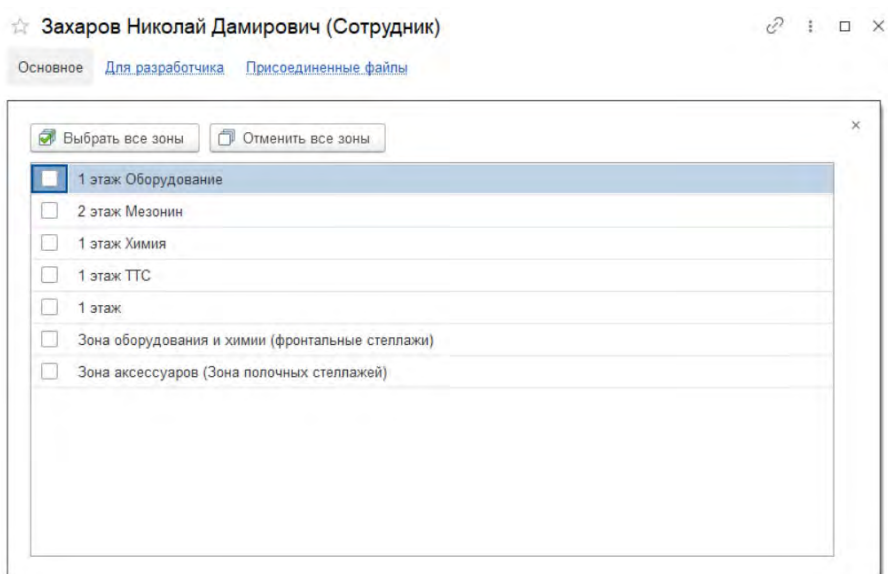 Захаров Николай Дамирович (Сотрудник)
Основное Для разработчика Присоединенные файлы
Выбрать все зоны Отменить все зоны
1 этаж Оборудование
2 этаж Мезонин
1 этаж Химия
1 этаж ТТС
1 этаж
Зона оборудования и химии (фронтальные стеллажи)
Зона аксессуаров (Зона полочных стеллажей)